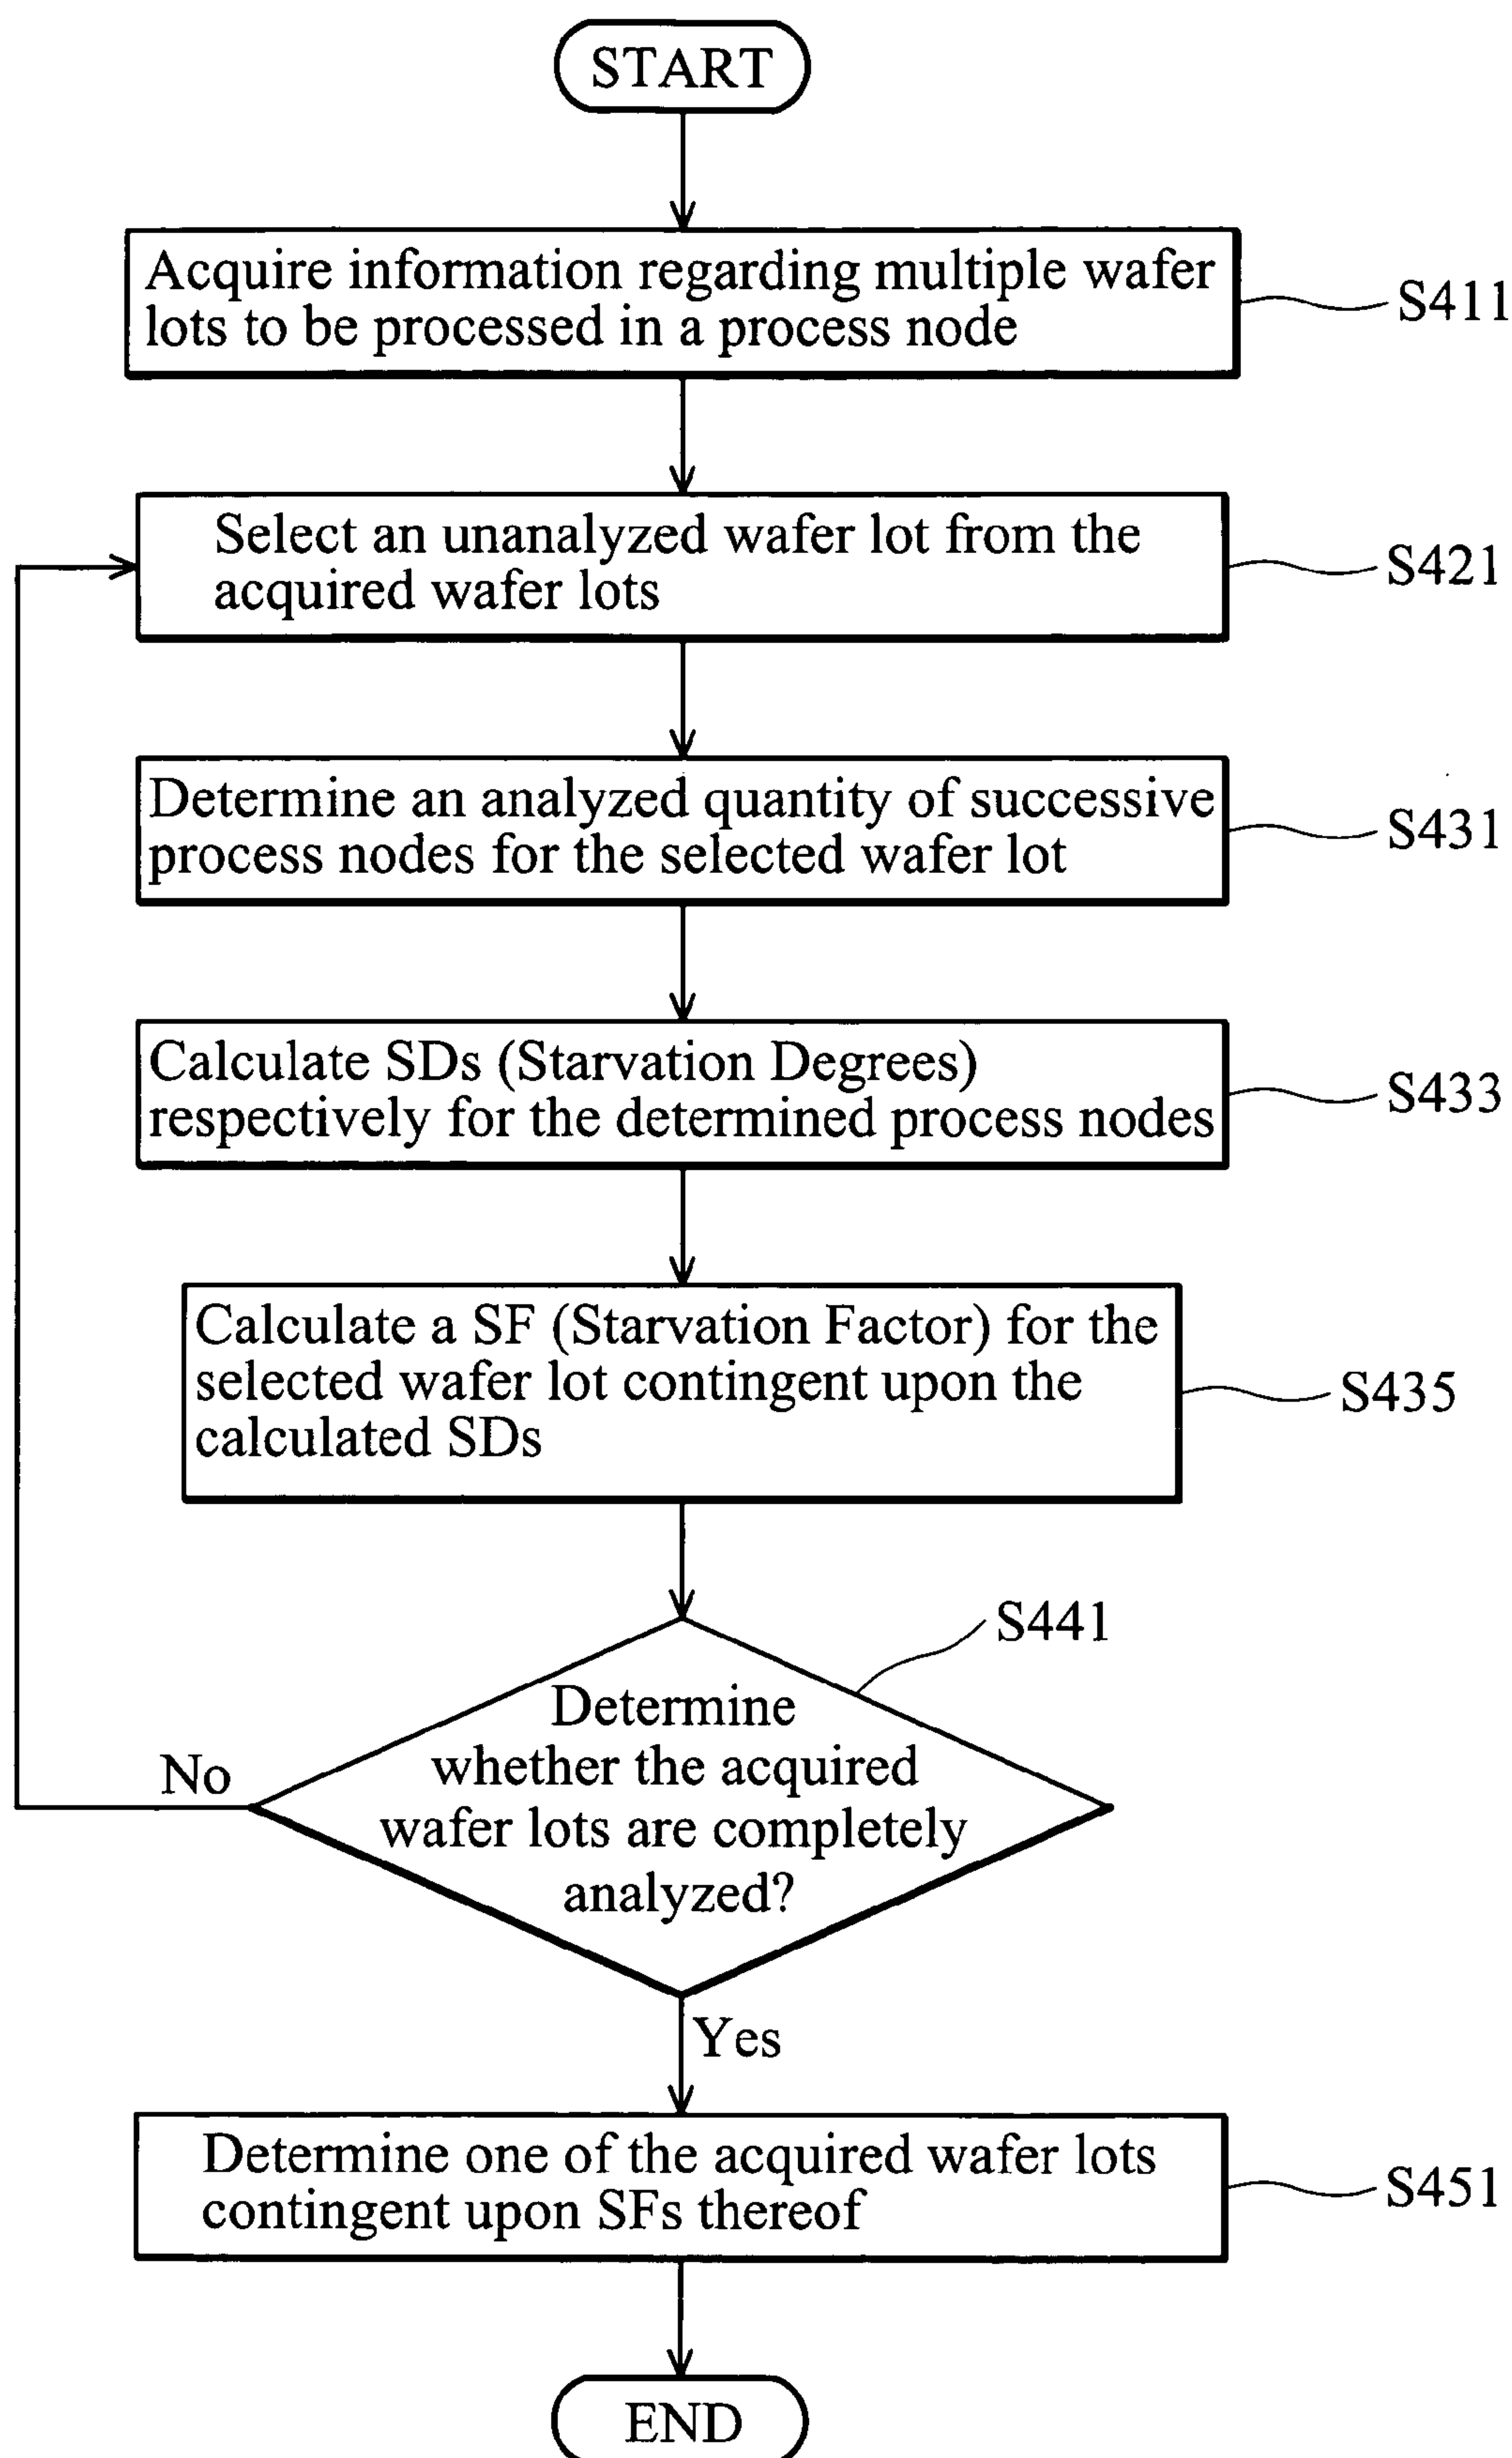 START
Acquire information regarding multiple wafer
lots to be processed in a process node
S411
Select an unanalyzed wafer lot from the
acquired wafer lots
S421
Determine an analyzed quantity of successive
process nodes for the selected wafer lot
S431
Calculate SDs (Starvation Degrees)
respectively for the determined process nodes
S433
Calculate a SF (Starvation Factor) for the
selected wafer lot contingent upon the
calculated SDs
S435
S441
Determine
whether the acquired
wafer lots are completely
analyzed?
No
Yes
Determine one of the acquired wafer lots
contingent upon SFs thereof
S451
END